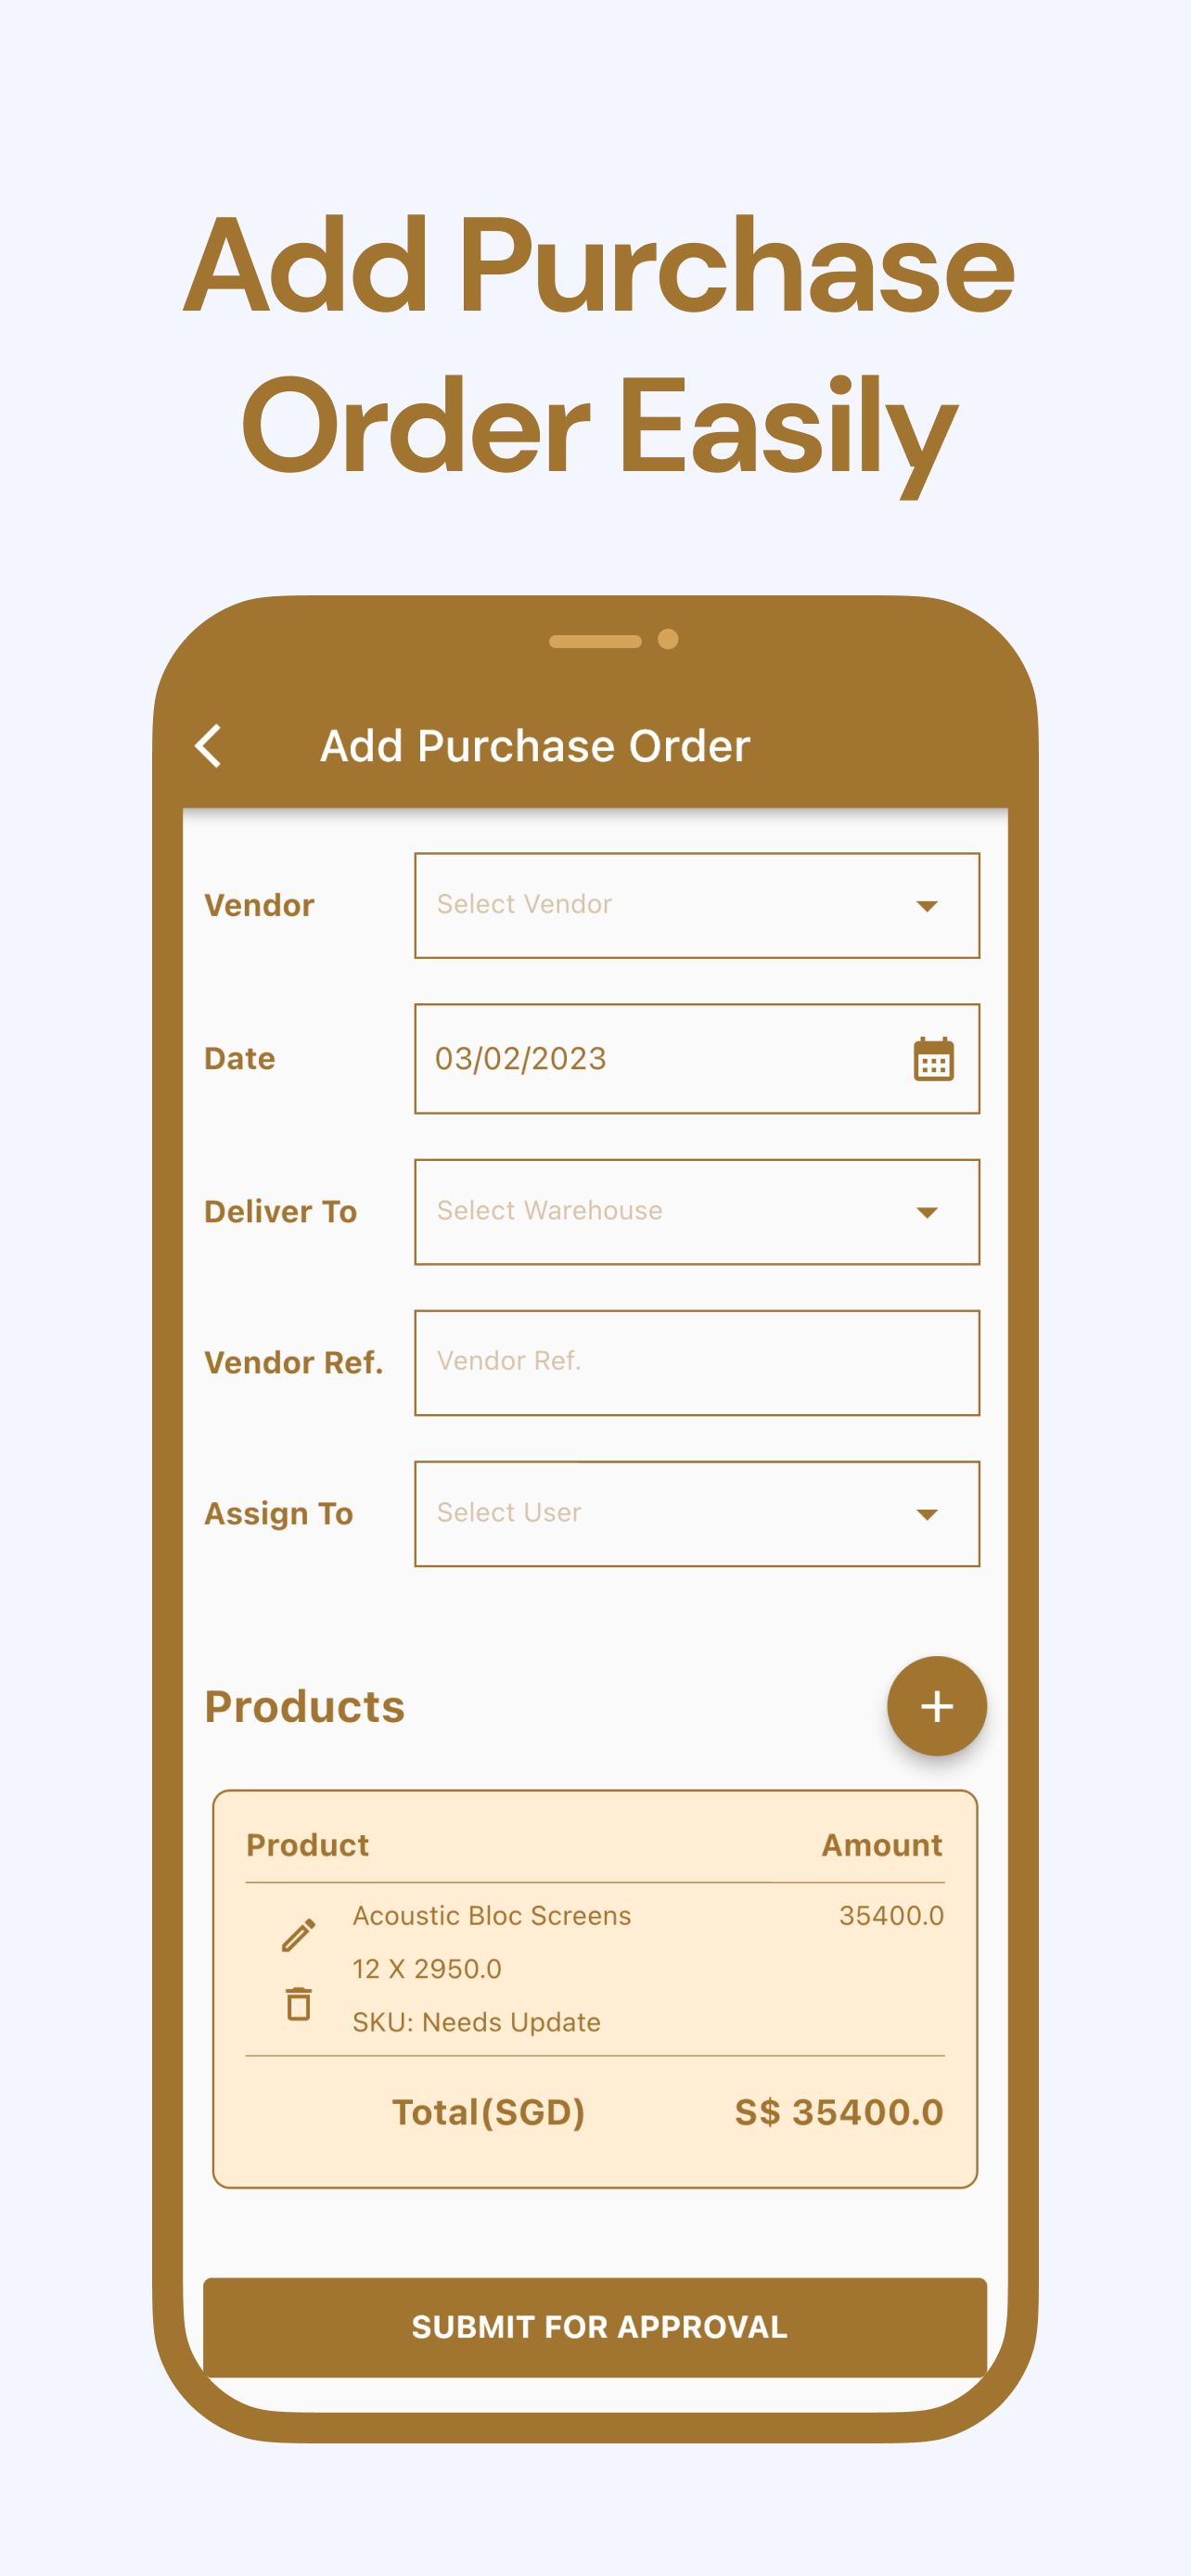 Add Purchase
Order Easily
Add Purchase Order
Vendor
Select Vendor
Date
03/02/2023
Deliver To
Select Warehouse
Vendor Ref.
Vendor Ref.
Assign To
Select User
Products
Product Amount
Acoustic Bloc Screens 35400.0
12 X 2950.0
SKU: Needs Update
Total(SGD) S$ 35400.0
SUBMIT FOR APPROVAL